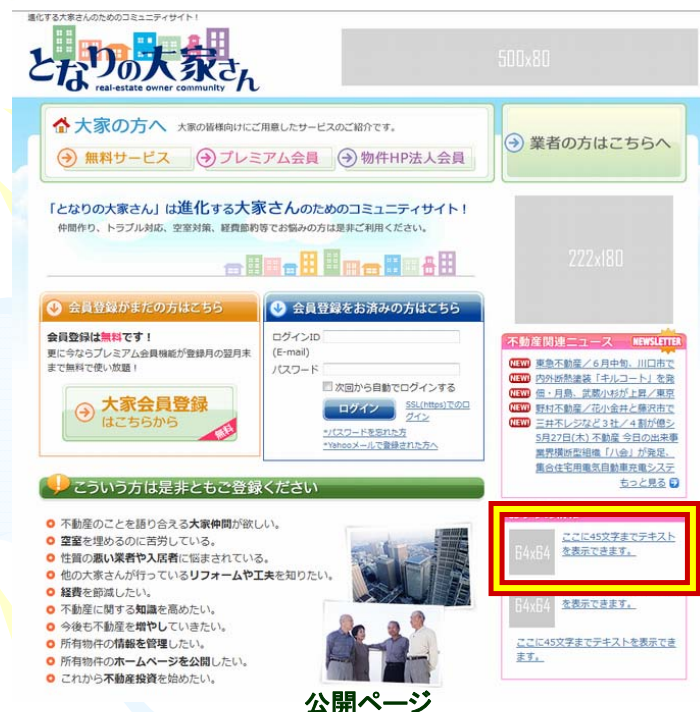 進化する大家さんのためのコミュニティサイト！
となりの大家さん
real-estate owner community
500x80
大家の方へ 大家の皆様向けにご用意したサービスのご紹介です。
無料サービス プレミアム会員 物件HP法人会員
業者の方はこちらへ
「となりの大家さん」は進化する大家さんのためのコミュニティサイト！
仲間作り、トラブル対応、空室対策、経費節約等でお悩みの方は是非ご利用ください。
222x180
会員登録がまだの方はこちら
会員登録は無料です！
更に今ならプレミアム会員機能が登録月の翌月末
まで無料で使い放題！
大家会員登録
はこちらから
無料
会員登録をお済みの方はこちら
ログインID
(E-mail)
パスワード
次回から自動でログインする
ログイン
SSL(https)でのロ
グイン
*パスワードを忘れた方
*Yahooメールで登録された方へ
不動産関連ニュース NEWSLETTER
NEW! 東急不動産／６月中旬、川口市で
NEW! 内外断熱塗装「キルコート」を発
NEW! 佃・月島、武蔵小杉が上昇／東京
NEW! 野村不動産／花小金井と藤沢市で
NEW! 三井不レジなど３社／４割が億シ
5月27日(木) 不動産 今日の出来事
業界横断型組織「八会」が発足、
集合住宅用電気自動車充電システ
もっと見る
こういう方は是非ともご登録ください
不動産のことを語り合える大家仲間が欲しい。
空室を埋めるのに苦労している。
性質の悪い業者や入居者に悩まされている。
他の大家さんが行っているリフォームや工夫を知りたい。
経費を節減したい。
不動産に関する知識を高めたい。
今後も不動産を増やしていきたい。
所有物件の情報を管理したい。
所有物件のホームページを公開したい。
これから不動産投資を始めたい。
64x64
ここに45文字までテキスト
を表示できます。
64x64
を表示できます。
ここに45文字までテキストを表示でき
ます。
公開ページ